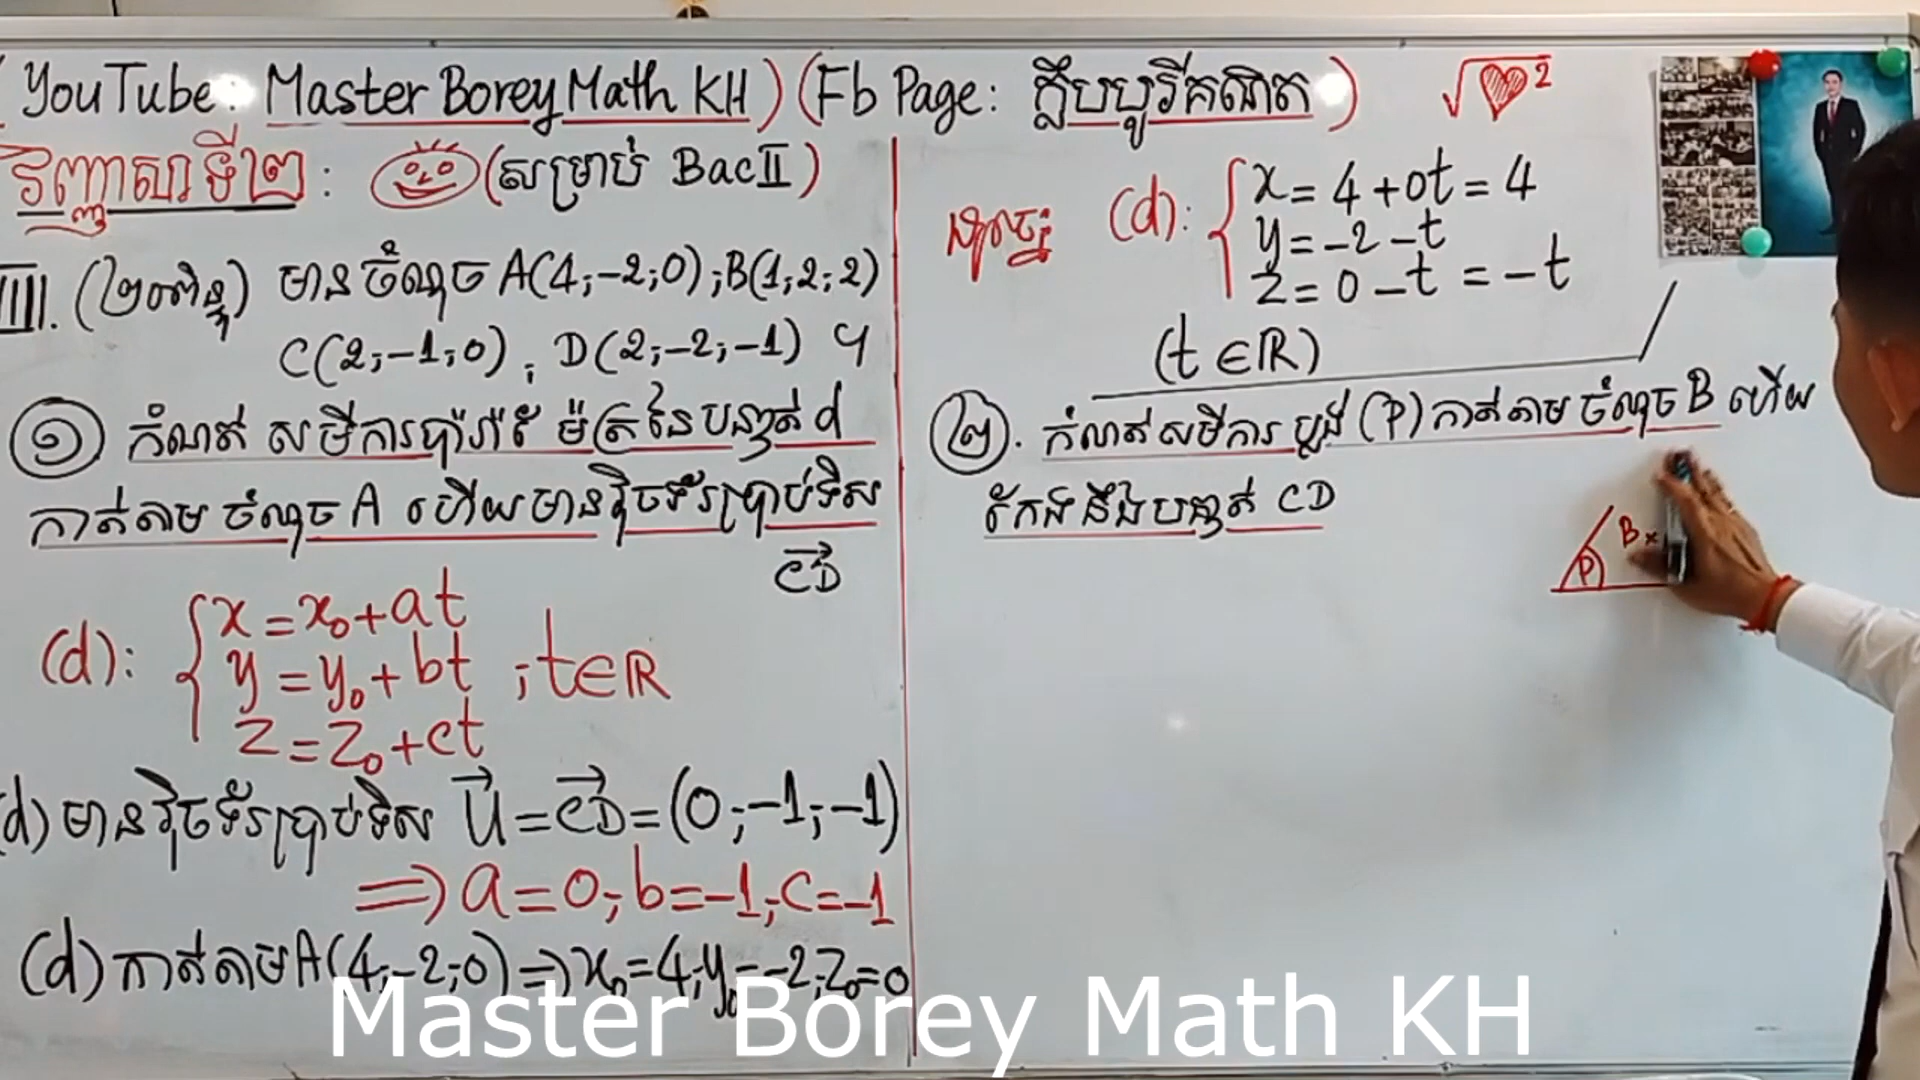 (YouTube: Master Borey Math KH) (Fb Page: ក្លឹបបូរីគណិត) √♥²
វិញ្ញាសាទី២ : (សម្រាប់ BacII)
III. (២០ពិន្ទុ) មានចំណុច A(4;-2;0);B(1;2;2)
C(2;-1;0); D(2;-2;-1) ។
១ កំណត់សមីការប៉ារ៉ាម៉ែត្រនៃបន្ទាត់ d
កាត់តាមចំណុច A ហើយមានវ៉ិចទ័រប្រាប់ទិស
CD
(d): { x = x₀+at
y = y₀+bt ; t∈ℝ
z = z₀+ct
(d) មានវ៉ិចទ័រប្រាប់ទិស U = CD = (0;-1;-1)
⟹ a=0; b=-1; c=-1
(d) កាត់តាម A(4;-2;0) ⟹ x₀=4; y₀=-2; z₀=0
ដូចនេះ (d): { x = 4+0t = 4
y = -2-t
z = 0-t = -t
(t∈ℝ)
២. កំណត់សមីការប្លង់ (P) កាត់តាមចំណុច B ហើយ
កែងនឹងបន្ទាត់ CD
B×
P
Master Borey Math KH